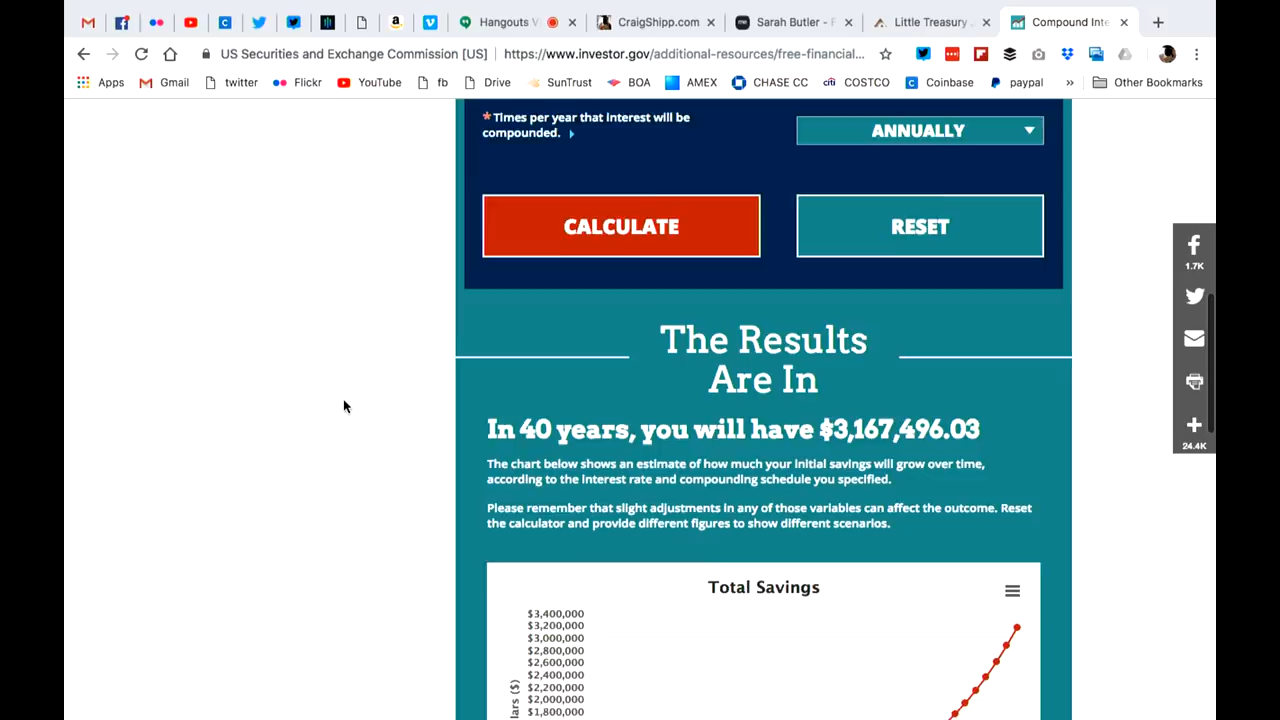 Hangouts V
CraigShipp.com
Sarah Butler - F
Little Treasury
Compound Inte
US Securities and Exchange Commission [US]
https://www.investor.gov/additional-resources/free-financial...
Apps
Gmail
twitter
Flickr
YouTube
fb
Drive
SunTrust
BOA
AMEX
CHASE CC
citi
COSTCO
Coinbase
paypal
»
Other Bookmarks
*Times per year that interest will be
compounded.
ANNUALLY
CALCULATE
RESET
1.7K
24.4K
The Results
Are In
In 40 years, you will have $3,167,496.03
The chart below shows an estimate of how much your initial savings will grow over time,
according to the interest rate and compounding schedule you specified.
Please remember that slight adjustments in any of those variables can affect the outcome. Reset
the calculator and provide different figures to show different scenarios.
Total Savings
$3,400,000
$3,200,000
$3,000,000
$2,800,000
$2,600,000
$2,400,000
$2,200,000
$2,000,000
$1,800,000
lars ($)